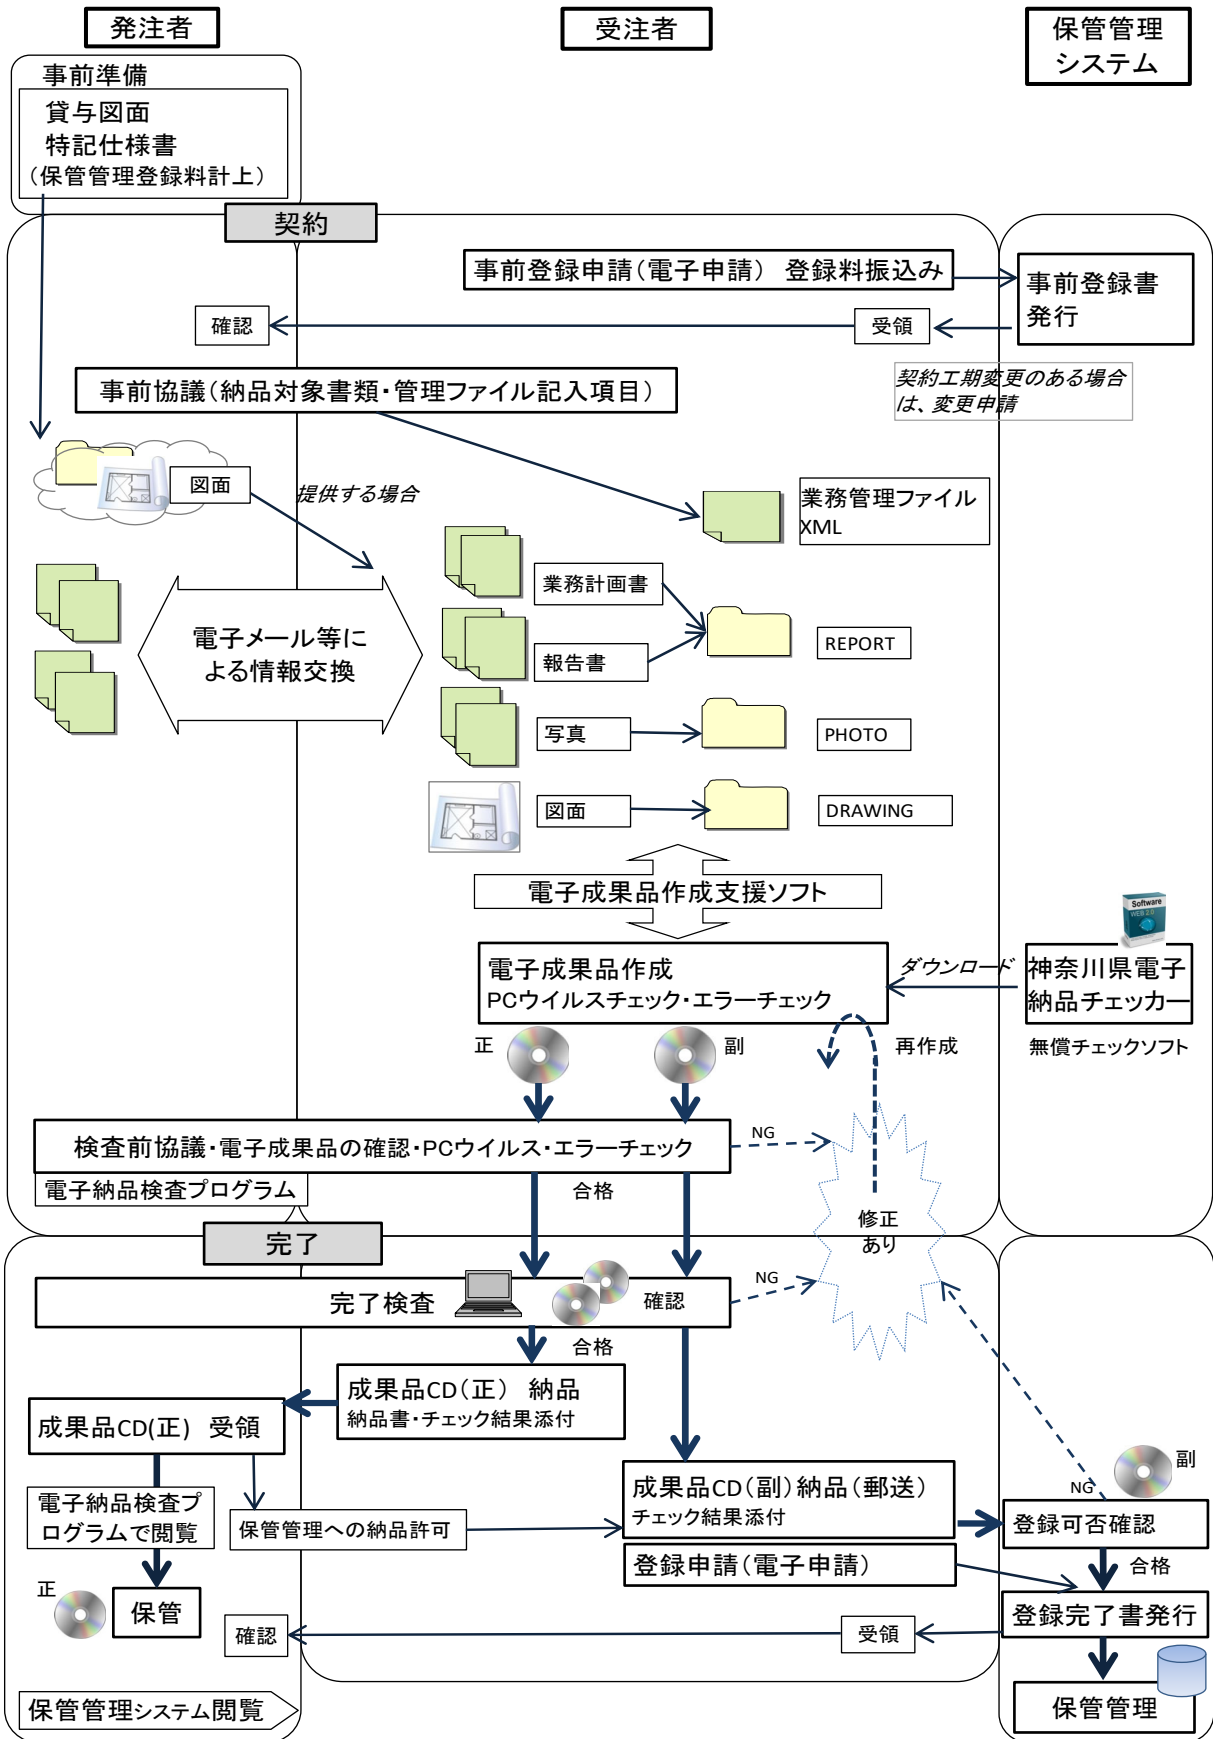 発注者
受注者
保管管理
システム
事前準備
貸与図面
特記仕様書
(保管管理登録料計上)
契約
事前登録申請(電子申請) 登録料振込み
事前登録書
発行
確認
受領
事前協議(納品対象書類・管理ファイル記入項目)
契約工期変更のある場合
は、変更申請
図面
提供する場合
業務管理ファイル
XML
業務計画書
電子メール等に
よる情報交換
報告書
REPORT
写真
PHOTO
図面
DRAWING
電子成果品作成支援ソフト
Software
WEB 2.0
電子成果品作成
PCウイルスチェック・エラーチェック
ダウンロード
神奈川県電子
納品チェッカー
正
副
再作成
無償チェックソフト
検査前協議・電子成果品の確認・PCウイルス・エラーチェック
NG
電子納品検査プログラム
合格
修正
あり
完了
完了検査
確認
NG
合格
成果品CD(正) 納品
納品書・チェック結果添付
成果品CD(正) 受領
成果品CD(副)納品(郵送)
チェック結果添付
副
NG
電子納品検査プ
ログラムで閲覧
保管管理への納品許可
登録可否確認
登録申請(電子申請)
合格
正
保管
登録完了書発行
確認
受領
保管管理システム閲覧
保管管理